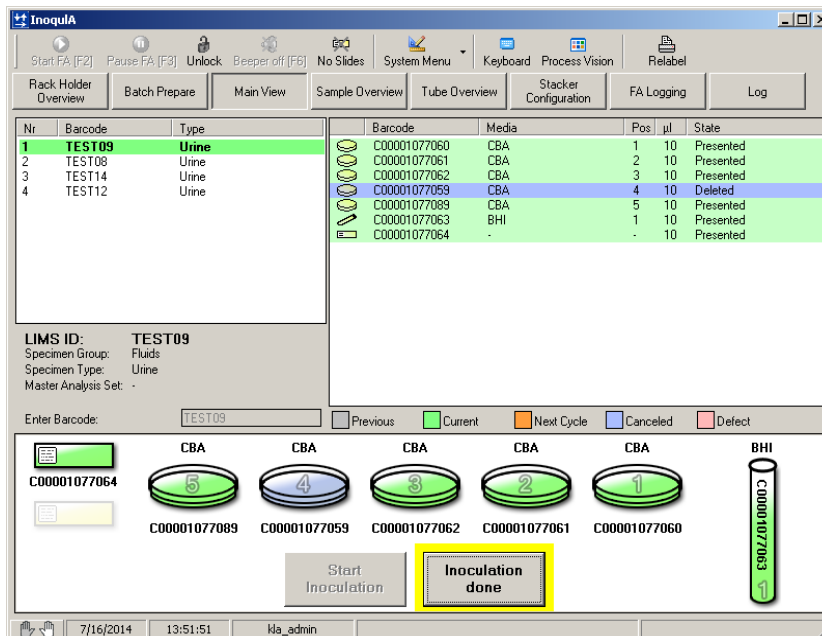 InoqulA
Start FA [F2] Pause FA [F3] Unlock Beeper off [F6] No Slides System Menu Keyboard Process Vision Relabel
Rack Holder Overview Batch Prepare Main View Sample Overview Tube Overview Stacker Configuration FA Logging Log
Nr Barcode Type
1 TEST09 Urine
2 TEST08 Urine
3 TEST14 Urine
4 TEST12 Urine
Barcode Media Pos µl State
C00001077060 CBA 1 10 Presented
C00001077061 CBA 2 10 Presented
C00001077062 CBA 3 10 Presented
C00001077059 CBA 4 10 Deleted
C00001077089 CBA 5 10 Presented
C00001077063 BHI 1 10 Presented
C00001077064 - - 10 Presented
LIMS ID: TEST09
Specimen Group: Fluids
Specimen Type: Urine
Master Analysis Set: -
Enter Barcode: TEST09
Previous Current Next Cycle Canceled Defect
CBA CBA CBA CBA CBA BHI
5 4 3 2 1
C00001077064
C00001077089 C00001077059 C00001077062 C00001077061 C00001077060
C00001077063
1
Start
Inoculation
Inoculation
done
7/16/2014 13:51:51 kla_admin